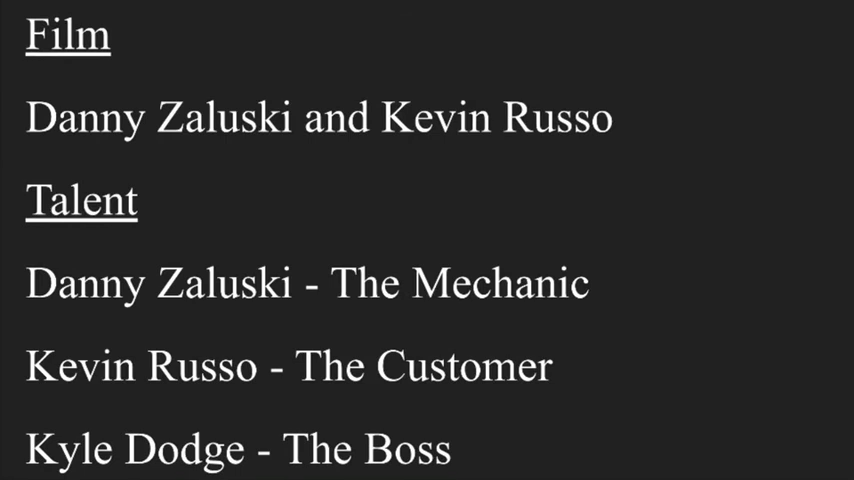 Film
Danny Zaluski and Kevin Russo
Talent
Danny Zaluski - The Mechanic
Kevin Russo - The Customer
Kyle Dodge - The Boss